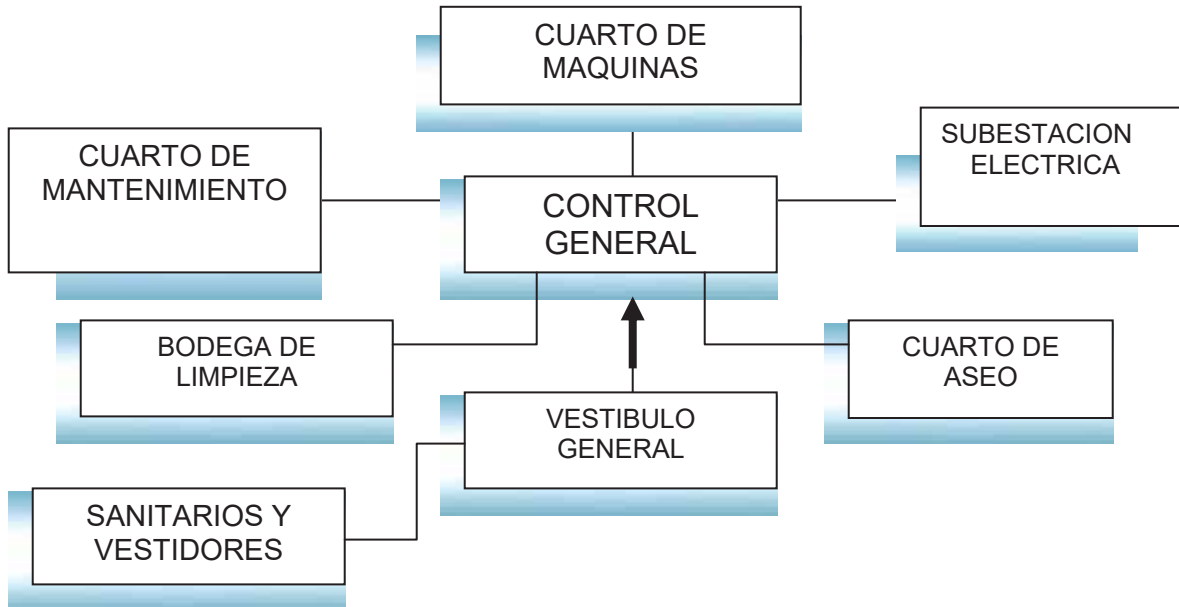 CUARTO DE
MAQUINAS
CUARTO DE
MANTENIMIENTO
SUBESTACION
ELECTRICA
CONTROL
GENERAL
BODEGA DE
LIMPIEZA
CUARTO DE
ASEO
VESTIBULO
GENERAL
SANITARIOS Y
VESTIDORES